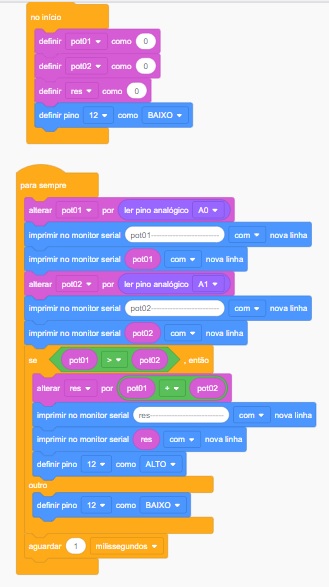 no início
definir pot01 como 0
definir pot02 como 0
definir res como 0
definir pino 12 como BAIXO
para sempre
alterar pot01 por ler pino analógico A0
imprimir no monitor serial pot01------------------------ com nova linha
imprimir no monitor serial pot01 com nova linha
alterar pot02 por ler pino analógico A1
imprimir no monitor serial pot02------------------------ com nova linha
imprimir no monitor serial pot02 com nova linha
se pot01 > pot02 , então
alterar res por pot01 + pot02
imprimir no monitor serial res-------------------------- com nova linha
imprimir no monitor serial res com nova linha
definir pino 12 como ALTO
outro
definir pino 12 como BAIXO
aguardar 1 milissegundos